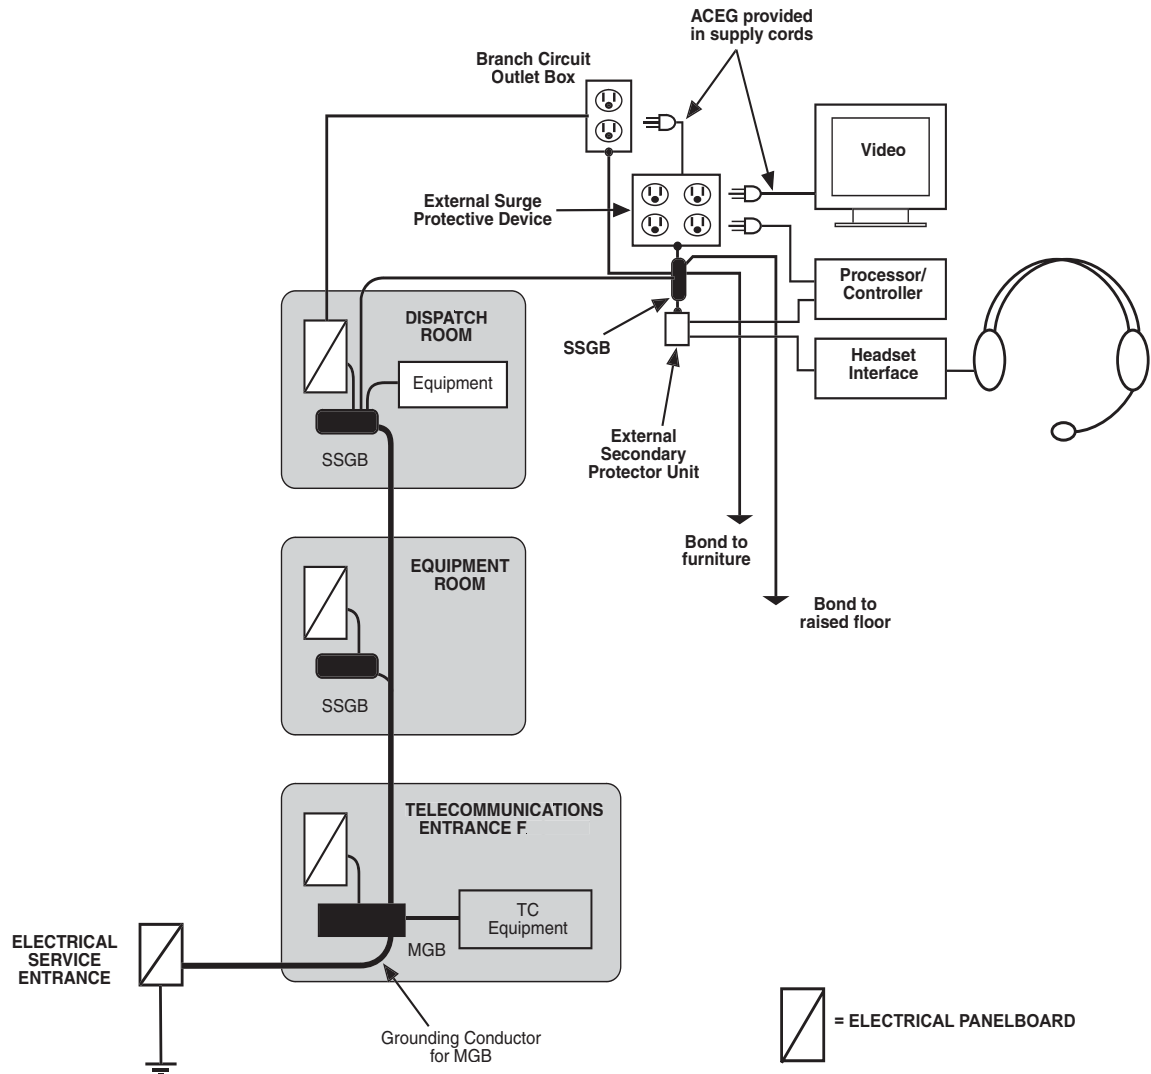 ACEG provided
in supply cords
Branch Circuit
Outlet Box
Video
External Surge
Protective Device
Processor/
Controller
SSGB
Headset
Interface
External
Secondary
Protector Unit
Bond to
furniture
Bond to
raised floor
DISPATCH
ROOM
Equipment
SSGB
EQUIPMENT
ROOM
SSGB
TELECOMMUNICATIONS
ENTRANCE F
TC
Equipment
MGB
ELECTRICAL
SERVICE
ENTRANCE
Grounding Conductor
for MGB
= ELECTRICAL PANELBOARD